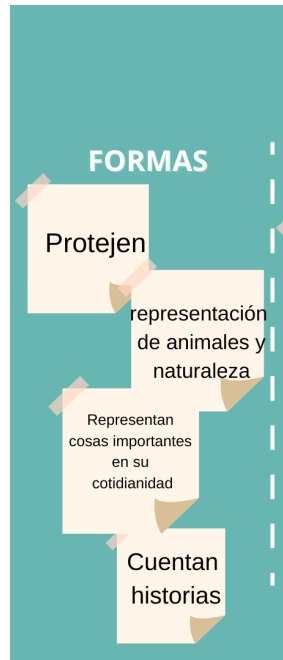 FORMAS
Protejen
representación
de animales y
naturaleza
Representan
cosas importantes
en su
cotidianidad
Cuentan
historias